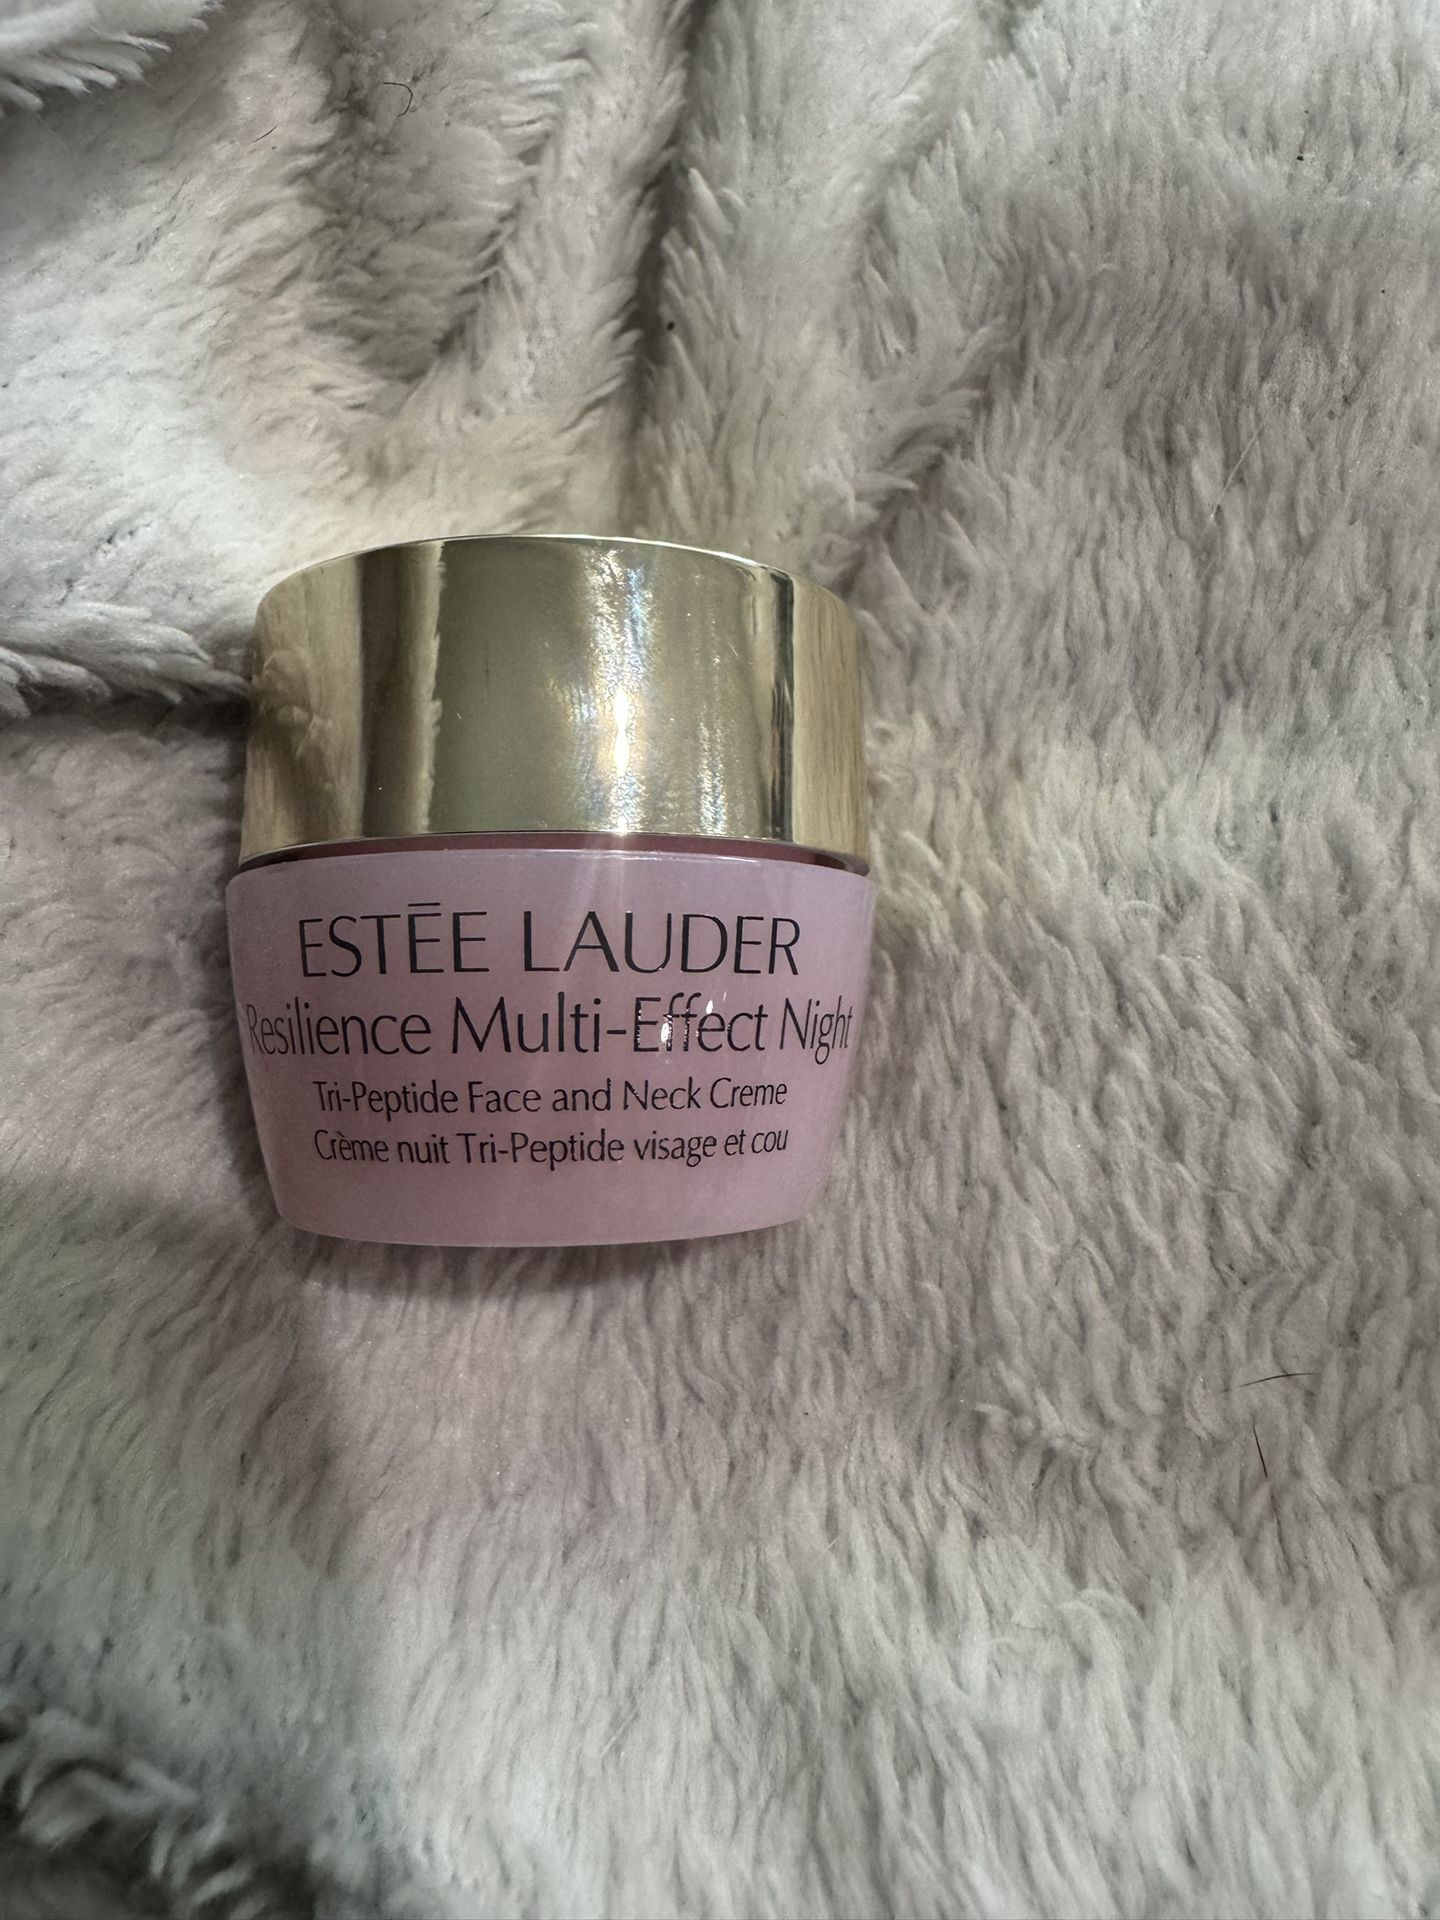 ESTĒE LAUDER
Resilience Multi-Effect Night
Tri-Peptide Face and Neck Creme
Crème nuit Tri-Peptide visage et cou